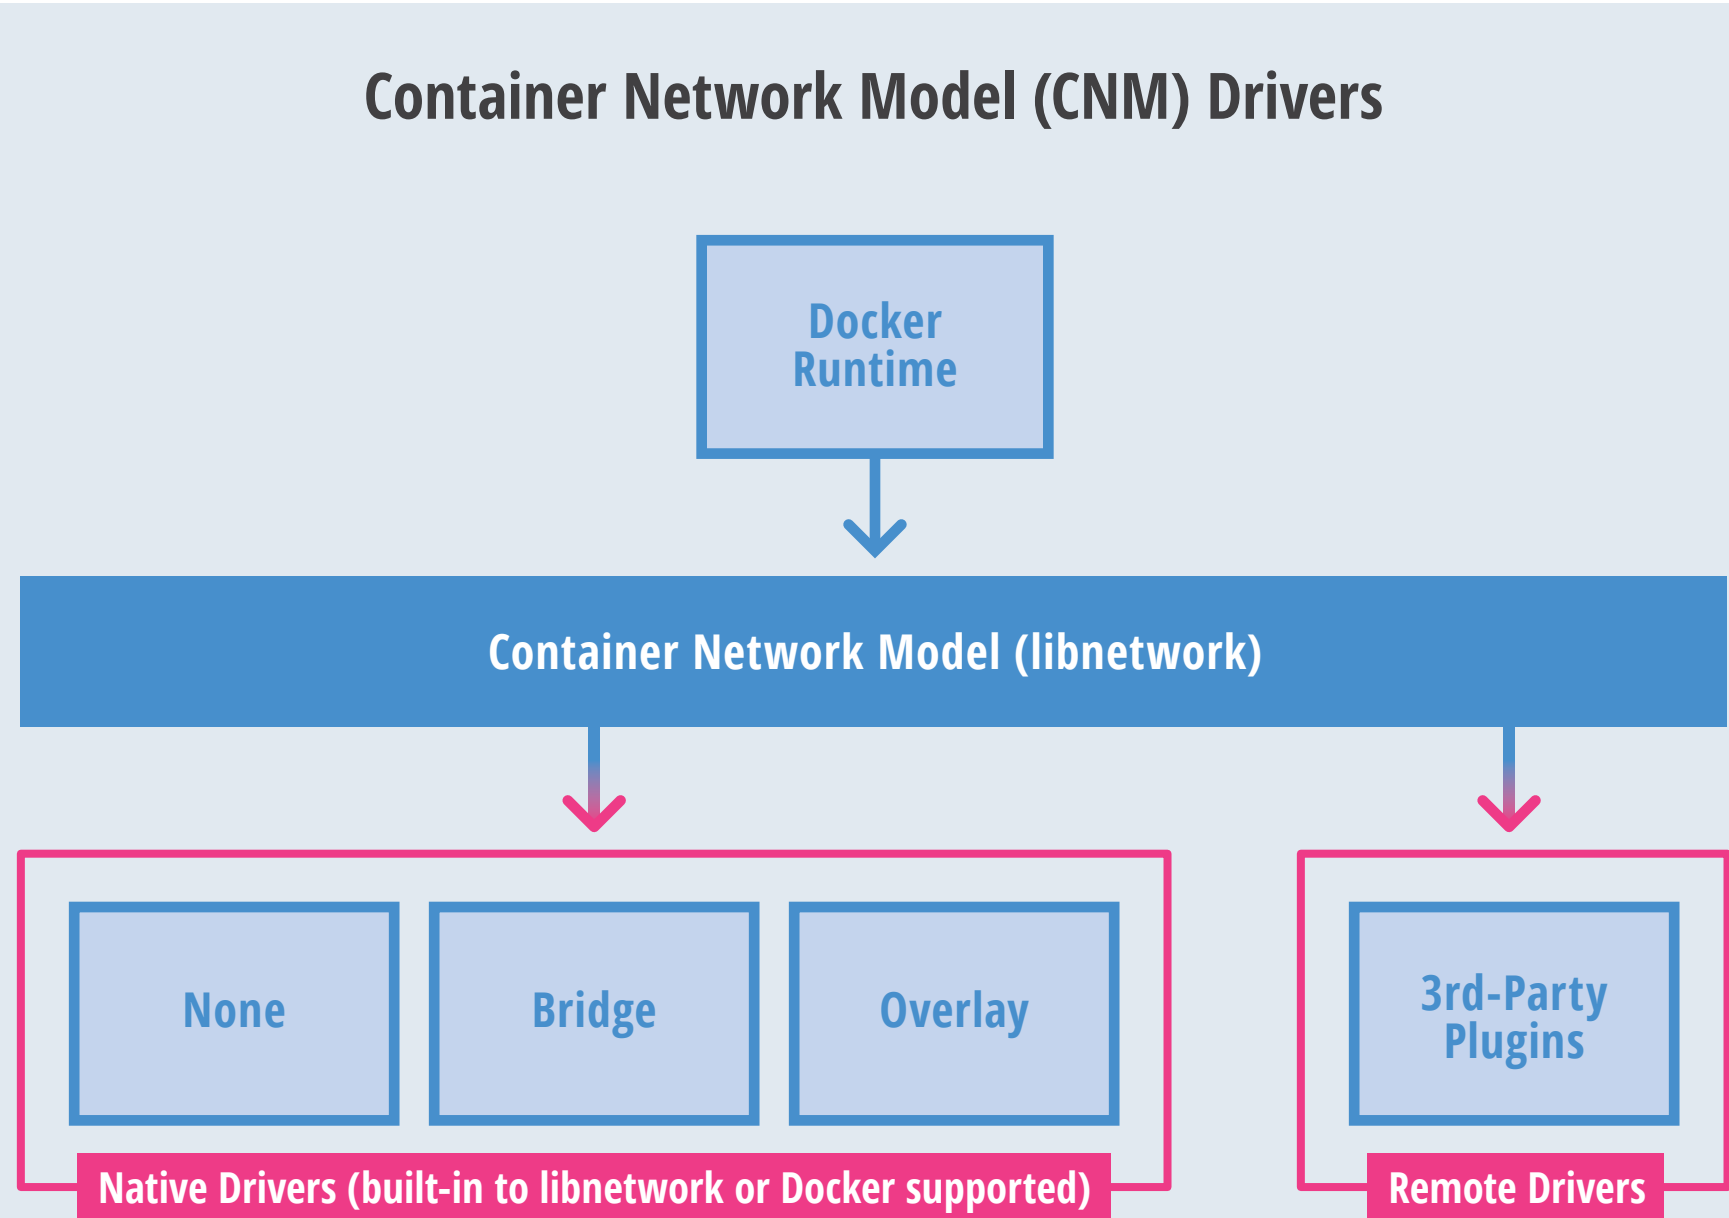 Container Network Model (CNM) Drivers
Docker
Runtime
Container Network Model (libnetwork)
None
Bridge
Overlay
3rd-Party
Plugins
Native Drivers (built-in to libnetwork or Docker supported)
Remote Drivers